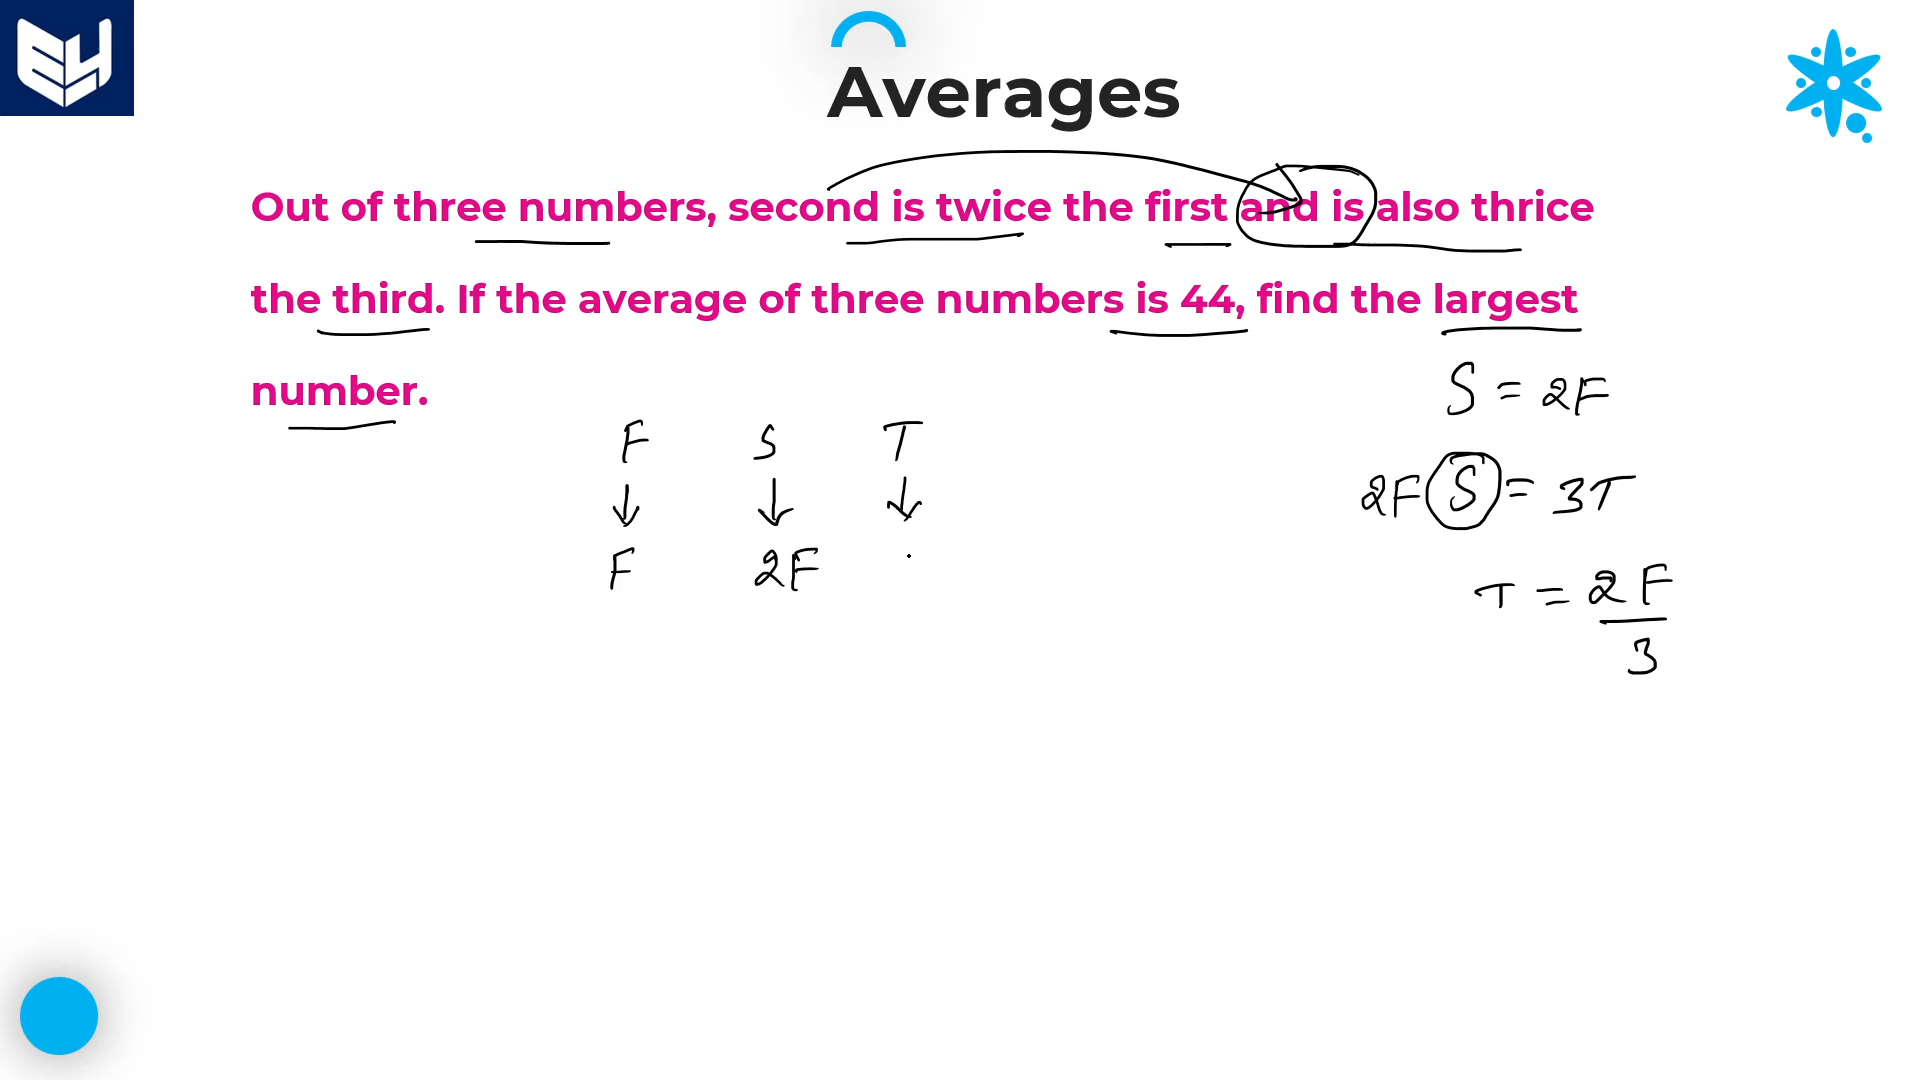 Averages
Out of three numbers, second is twice the first and is also thrice
the third. If the average of three numbers is 44, find the largest
number.
S = 2F
F S T
2F S = 3T
F 2F
T = 2F
3